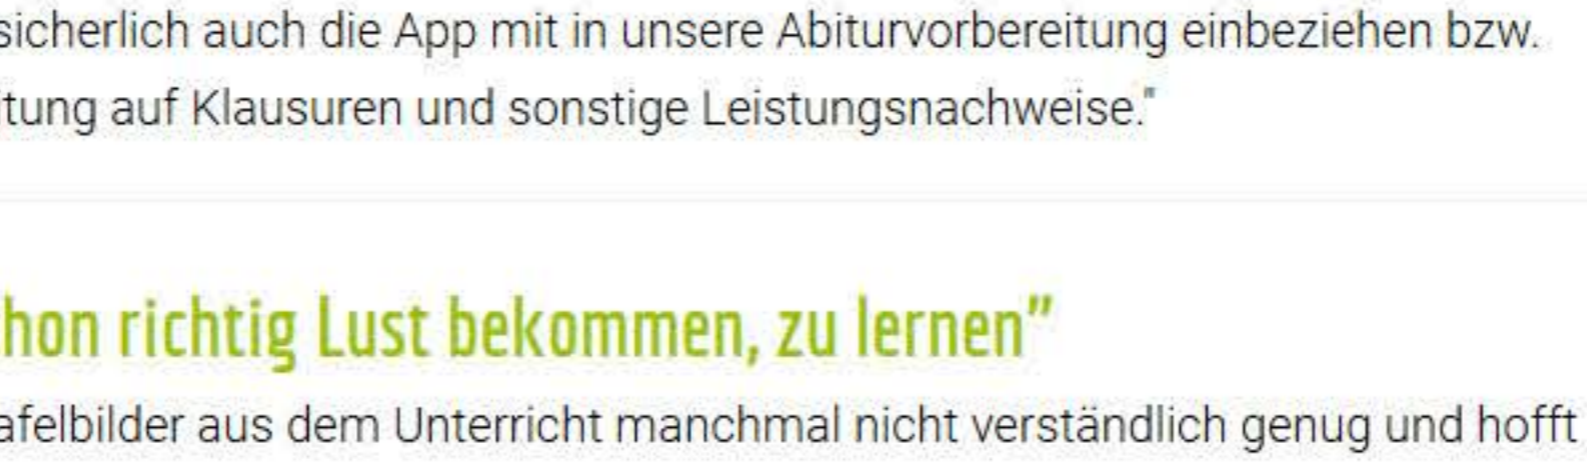 sicherlich auch die App mit in unsere Abiturvorbereitung einbeziehen bzw.
tung auf Klausuren und sonstige Leistungsnachweise."
hon richtig Lust bekommen, zu lernen”
afelbilder aus dem Unterricht manchmal nicht verständlich genug und hofft